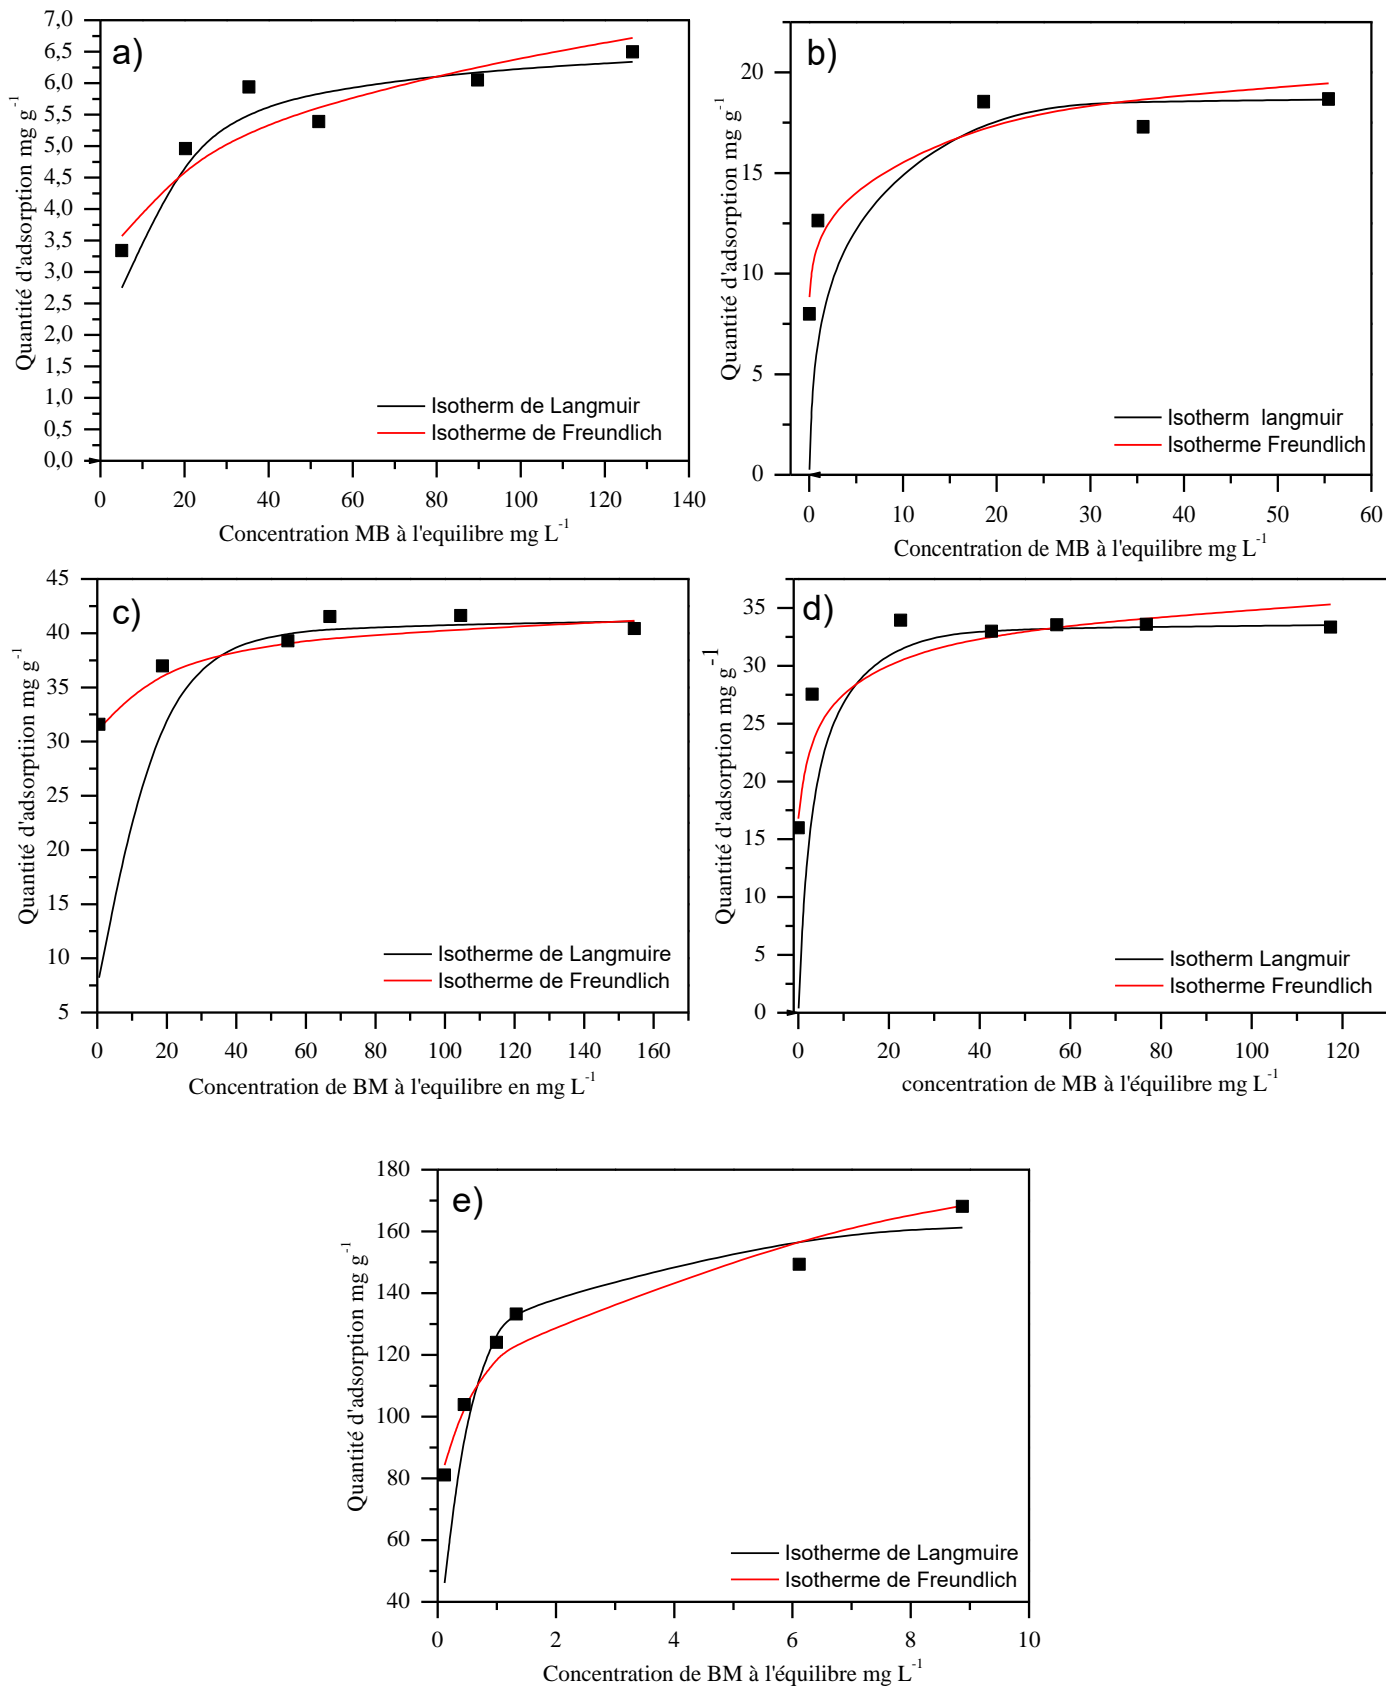 a)
Quantité d'adsorption mg g-1
7,0
6,5
6,0
5,5
5,0
4,5
4,0
3,5
3,0
2,5
2,0
1,5
1,0
0,5
0,0
0 20 40 60 80 100 120 140
Isotherm de Langmuir
Isotherme de Freundlich
Concentration MB à l'equilibre mg L-1
b)
Quantité d'adsorption mg g-1
20
15
10
5
0
0 10 20 30 40 50 60
Isotherm langmuir
Isotherme Freundlich
Concentration de MB à l'equilibre mg L-1
c)
Quantité d'adsorptiion mg g-1
45
40
35
30
25
20
15
10
5
0 20 40 60 80 100 120 140 160
Isotherme de Langmuire
Isotherme de Freundlich
Concentration de BM à l'equilibre en mg L-1
d)
Quantité d'adsorption mg g-1
35
30
25
20
15
10
5
0
0 20 40 60 80 100 120
Isotherm Langmuir
Isotherme Freundlich
concentration de MB à l'équilibre mg L-1
e)
Quantité d'adsorption mg g-1
180
160
140
120
100
80
60
40
0 2 4 6 8 10
Isotherme de Langmuire
Isotherme de Freundlich
Concentration de BM à l'équilibre mg L-1